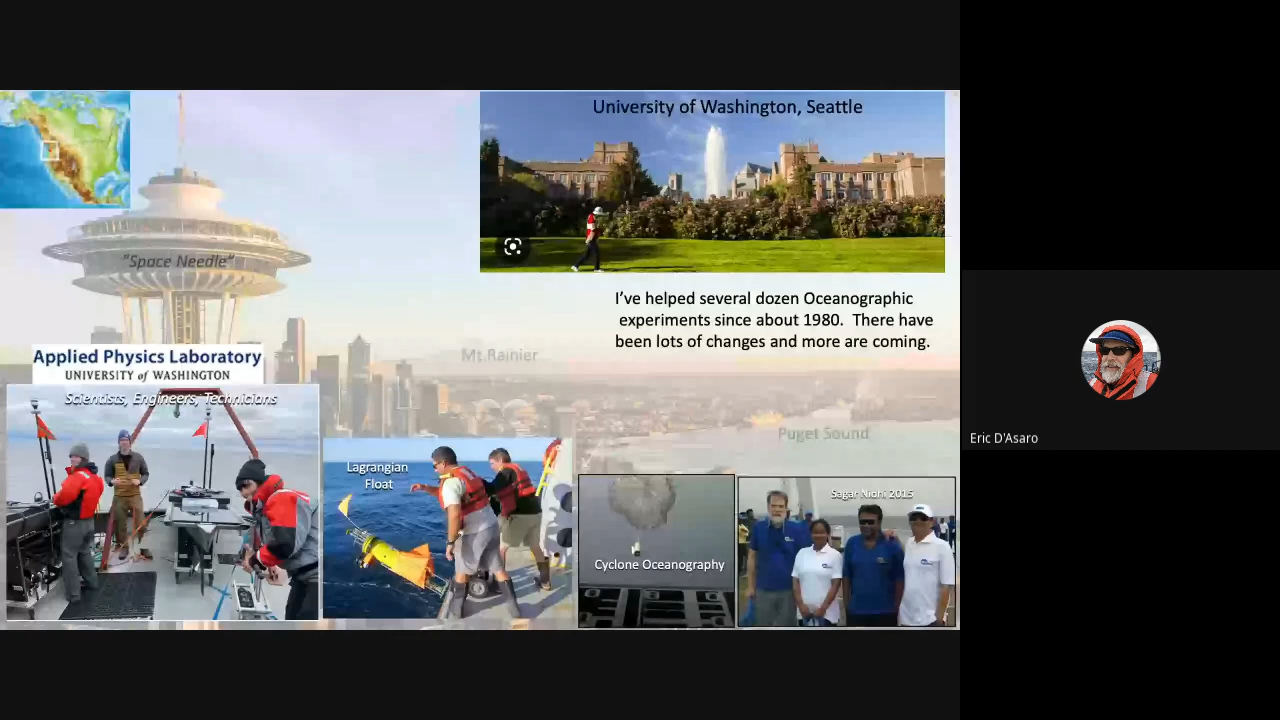 University of Washington, Seattle
"Space Needle"
I've helped several dozen Oceanographic
experiments since about 1980.  There have
been lots of changes and more are coming.
Mt Rainier
Applied Physics Laboratory
UNIVERSITY of WASHINGTON
Scientists, Engineers, Technicians
Puget Sound
Lagrangian
Float
Cyclone Oceanography
Sagar Nidhi 2015
Eric D'Asaro